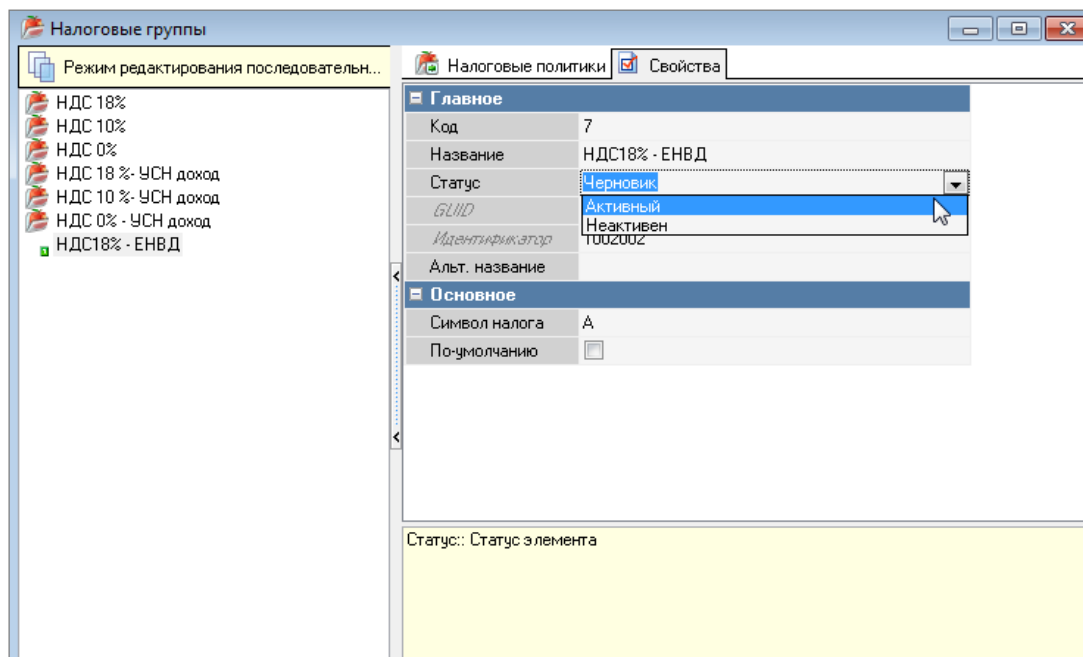 Налоговые группы
Режим редактирования последовательн...
НДС 18%
НДС 10%
НДС 0%
НДС 18 %- УСН доход
НДС 10 %- УСН доход
НДС 0% - УСН доход
НДС18% - ЕНВД
Налоговые политики Свойства
Главное
Код 7
Название НДС18% - ЕНВД
Статус Черновик
Активный
Неактивен
GUID
Идентификатор 1002002
Альт. название
Основное
Символ налога А
По-умолчанию
Статус:: Статус элемента